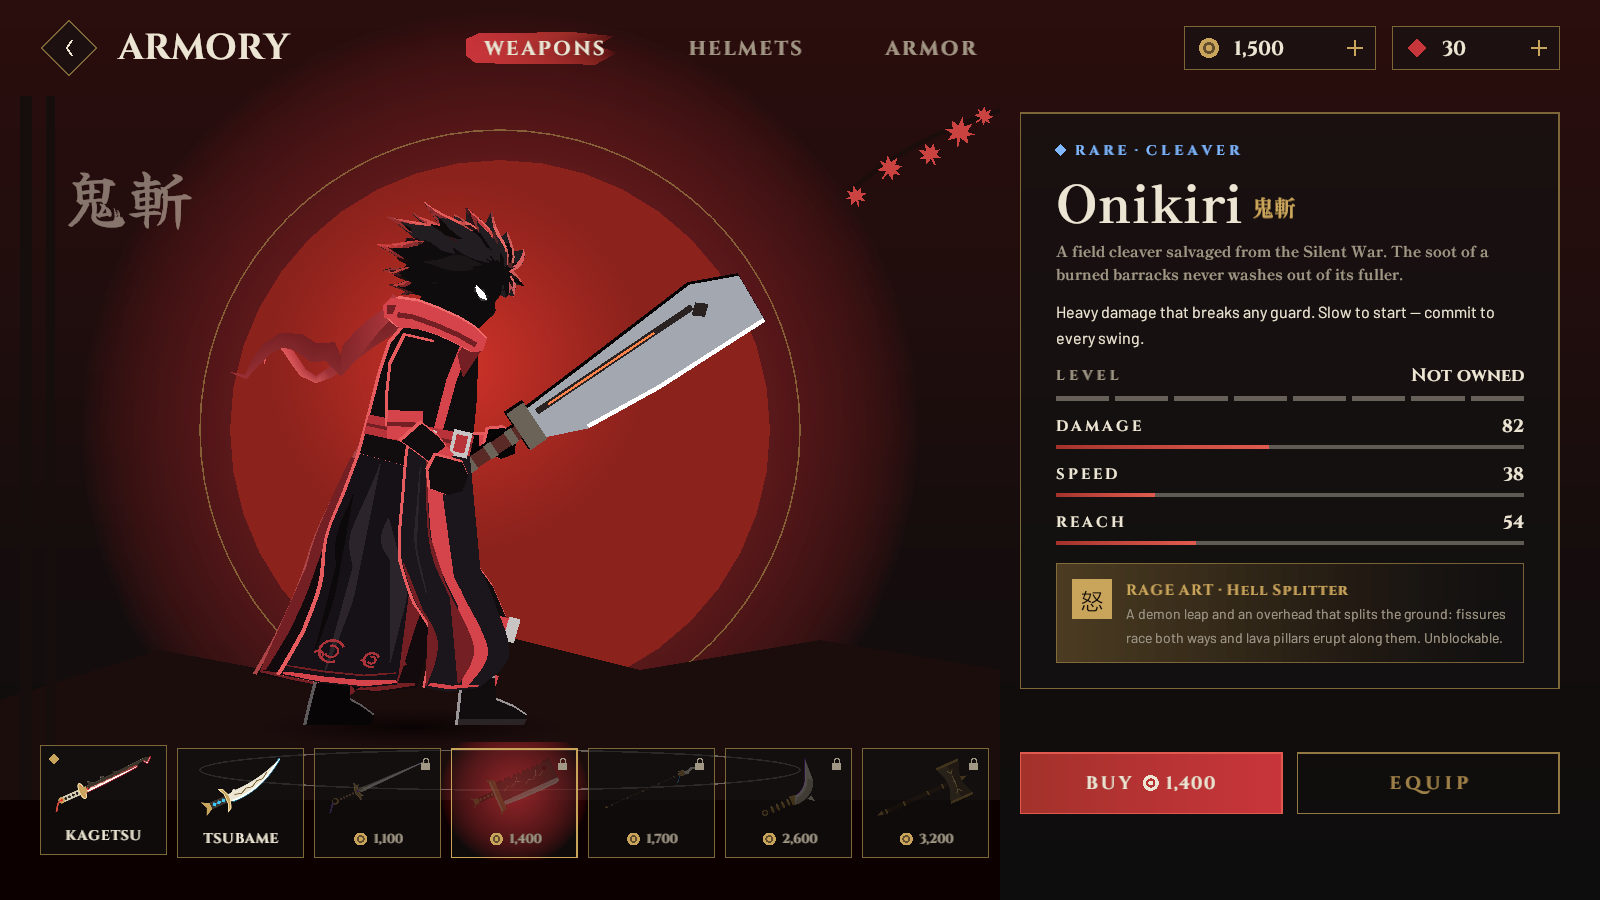 ARMORY
WEAPONS
HELMETS
ARMOR
1,500
30
鬼斬
RARE · CLEAVER
Onikiri 鬼斬
A field cleaver salvaged from the Silent War. The soot of a
burned barracks never washes out of its fuller.
Heavy damage that breaks any guard. Slow to start – commit to
every swing.
LEVEL NOT OWNED
DAMAGE 82
SPEED 38
REACH 54
怒
RAGE ART · HELL SPLITTER
A demon leap and an overhead that splits the ground: fissures
race both ways and lava pillars erupt along them. Unblockable.
KAGETSU
TSUBAME
1,100
1,400
1,700
2,600
3,200
BUY 1,400
EQUIP